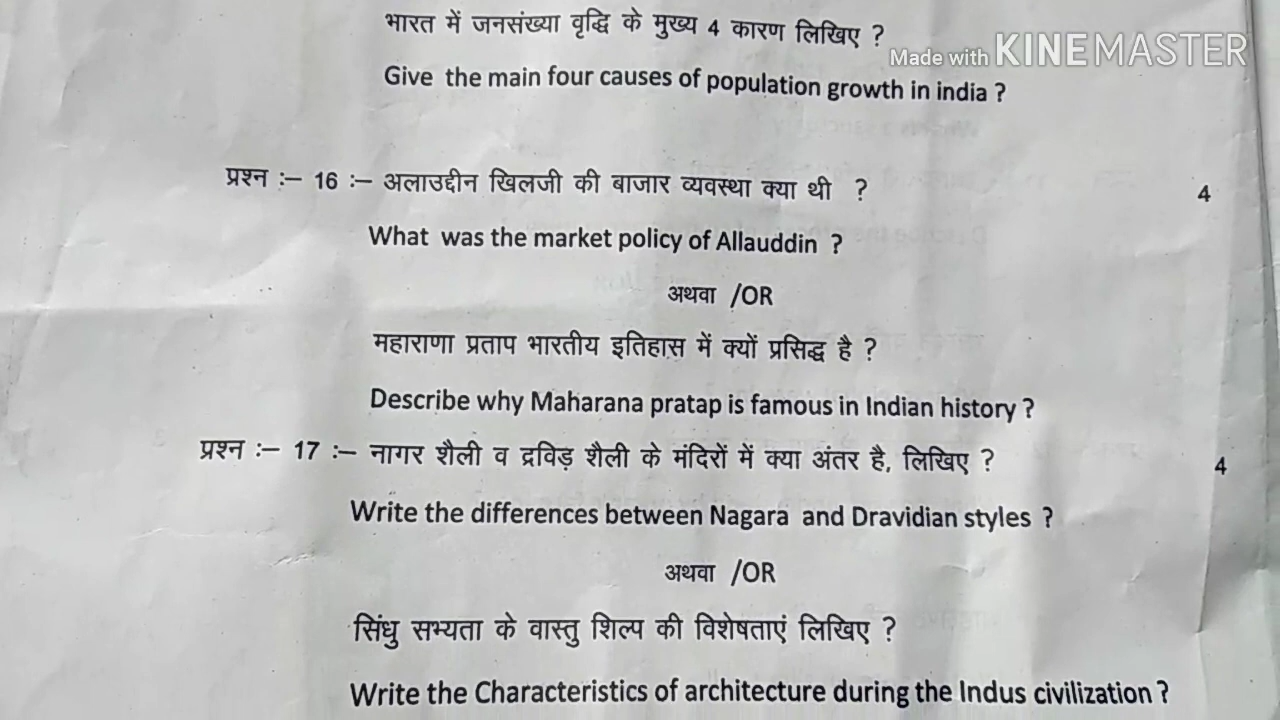 भारत में जनसंख्या वृद्धि के मुख्य 4 कारण लिखिए ?
Made with KINEMASTER
Give the main four causes of population growth in india ?
प्रश्न :– 16 :– अलाउद्दीन खिलजी की बाजार व्यवस्था क्या थी ? 4
What was the market policy of Allauddin ?
अथवा /OR
महाराणा प्रताप भारतीय इतिहास में क्यों प्रसिद्ध है ?
Describe why Maharana pratap is famous in Indian history ?
प्रश्न :– 17 :– नागर शैली व द्रविड़ शैली के मंदिरों में क्या अंतर है, लिखिए ? 4
Write the differences between Nagara and Dravidian styles ?
अथवा /OR
सिंधु सभ्यता के वास्तु शिल्प की विशेषताएं लिखिए ?
Write the Characteristics of architecture during the Indus civilization ?